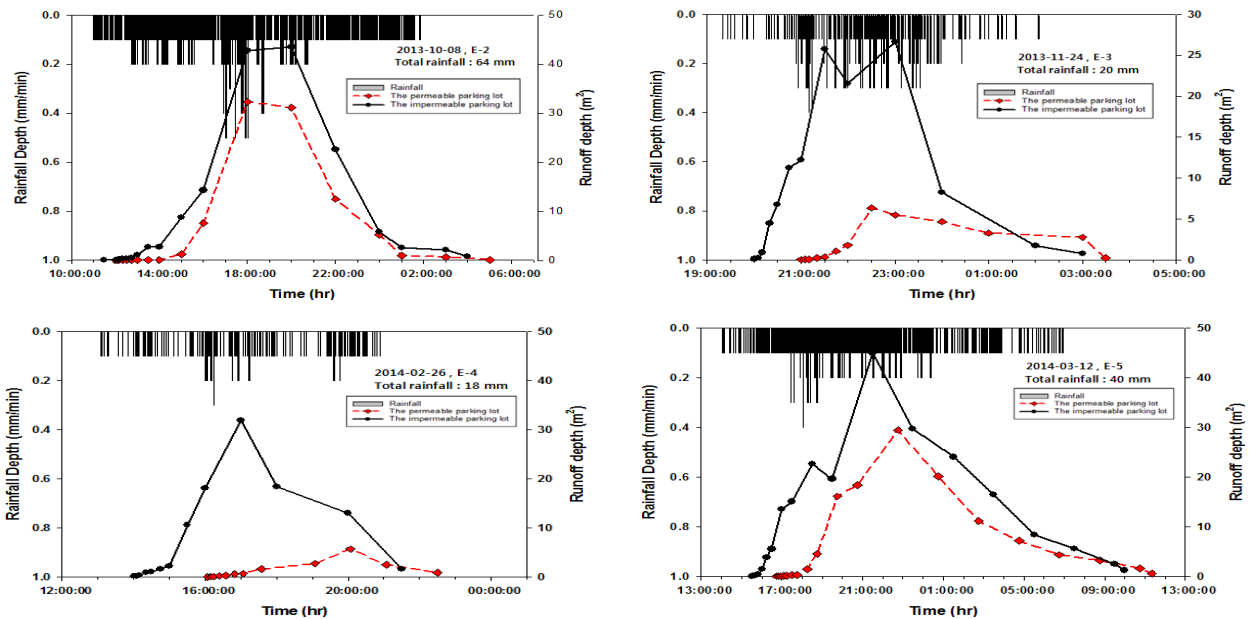 0.0
0.2
0.4
0.6
0.8
1.0
Rainfall Depth (mm/min)
50
40
30
20
10
0
Runoff depth (m²)
2013-10-08 , E-2
Total rainfall : 64 mm
Rainfall
The permeable parking lot
The impermeable parking lot
10:00:00 14:00:00 18:00:00 22:00:00 02:00:00 06:00:00
Time (hr)
0.0
0.2
0.4
0.6
0.8
1.0
Rainfall Depth (mm/min)
30
25
20
15
10
5
0
Runoff depth (m²)
2013-11-24 , E-3
Total rainfall : 20 mm
Rainfall
The permeable parking lot
The impermeable parking lot
19:00:00 21:00:00 23:00:00 01:00:00 03:00:00 05:00:00
Time (hr)
0.0
0.2
0.4
0.6
0.8
1.0
Rainfall Depth (mm/min)
50
40
30
20
10
0
Runoff depth (m²)
2014-02-26 , E-4
Total rainfall : 18 mm
Rainfall
The permeable parking lot
The impermeable parking lot
12:00:00 16:00:00 20:00:00 00:00:00
Time (hr)
0.0
0.2
0.4
0.6
0.8
1.0
Rainfall Depth (mm/min)
50
40
30
20
10
0
Runoff depth (m²)
2014-03-12 , E-5
Total rainfall : 40 mm
Rainfall
The permeable parking lot
The impermeable parking lot
13:00:00 17:00:00 21:00:00 01:00:00 05:00:00 09:00:00 13:00:00
Time (hr)